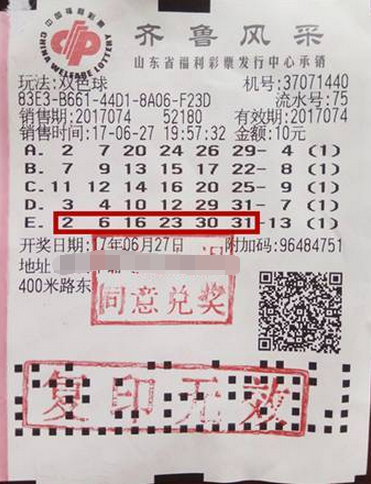 中国福利彩票
CHINA WELFARE LOTTERY
齐鲁风采
山东省福利彩票发行中心承销
玩法:双色球 机号:37071440
83E3-B661-44D1-8A06-F23D 流水号:75
销售期:2017074 52180 有效期:2017074
销售时:17-06-27 19:57:32 金额:10元
A. 2 7 20 24 26 29- 4 (1)
B. 7 9 13 15 17 22- 8 (1)
C.11 12 14 16 20 25- 9 (1)
D. 3 4 10 12 29 31- 7 (1)
E. 2 6 16 23 30 31-13 (1)
开奖日期:17年06月27日 附加码:96484751
地址
400米路东
同意兑奖
复印无效